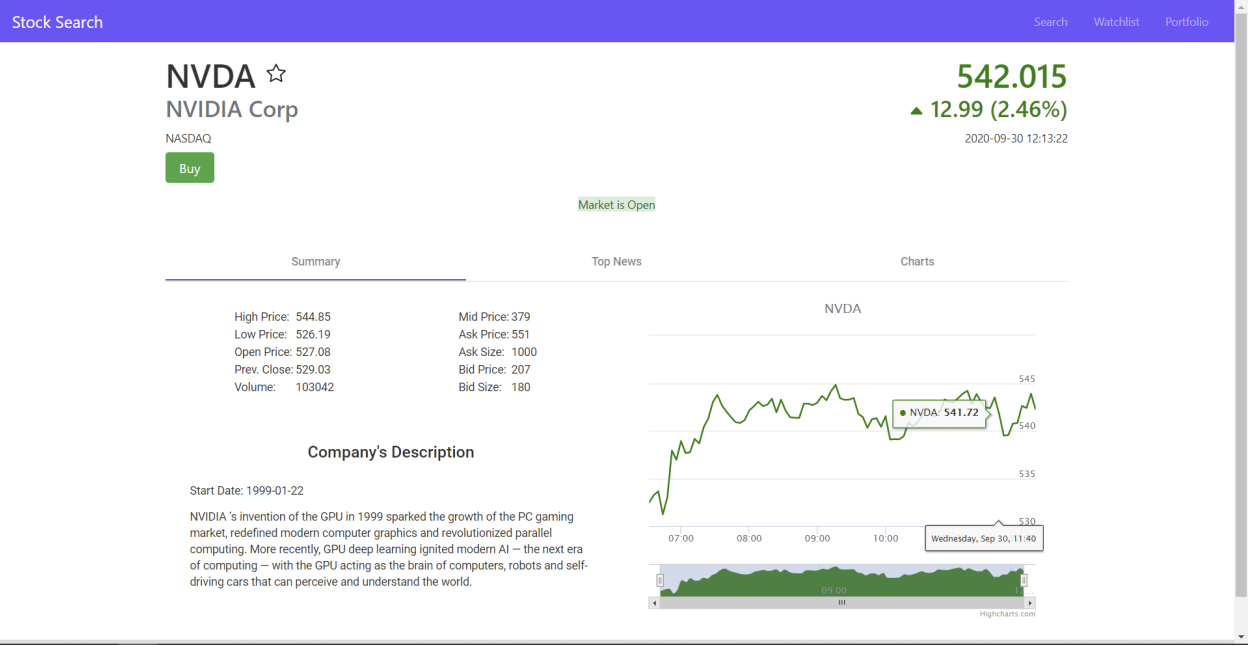 Stock Search
Search Watchlist Portfolio
NVDA
NVIDIA Corp
NASDAQ
Buy
542.015
12.99 (2.46%)
2020-09-30 12:13:22
Market is Open
Summary
Top News
Charts
High Price: 544.85
Low Price: 526.19
Open Price: 527.08
Prev. Close: 529.03
Volume: 103042
Mid Price: 379
Ask Price: 551
Ask Size: 1000
Bid Price: 207
Bid Size: 180
Company's Description
Start Date: 1999-01-22
NVIDIA 's invention of the GPU in 1999 sparked the growth of the PC gaming
market, redefined modern computer graphics and revolutionized parallel
computing. More recently, GPU deep learning ignited modern AI — the next era
of computing — with the GPU acting as the brain of computers, robots and self-
driving cars that can perceive and understand the world.
NVDA
545
NVDA: 541.72
540
535
530
07:00 08:00 09:00 10:00
Wednesday, Sep 30, 11:40
09:00
Highcharts.com